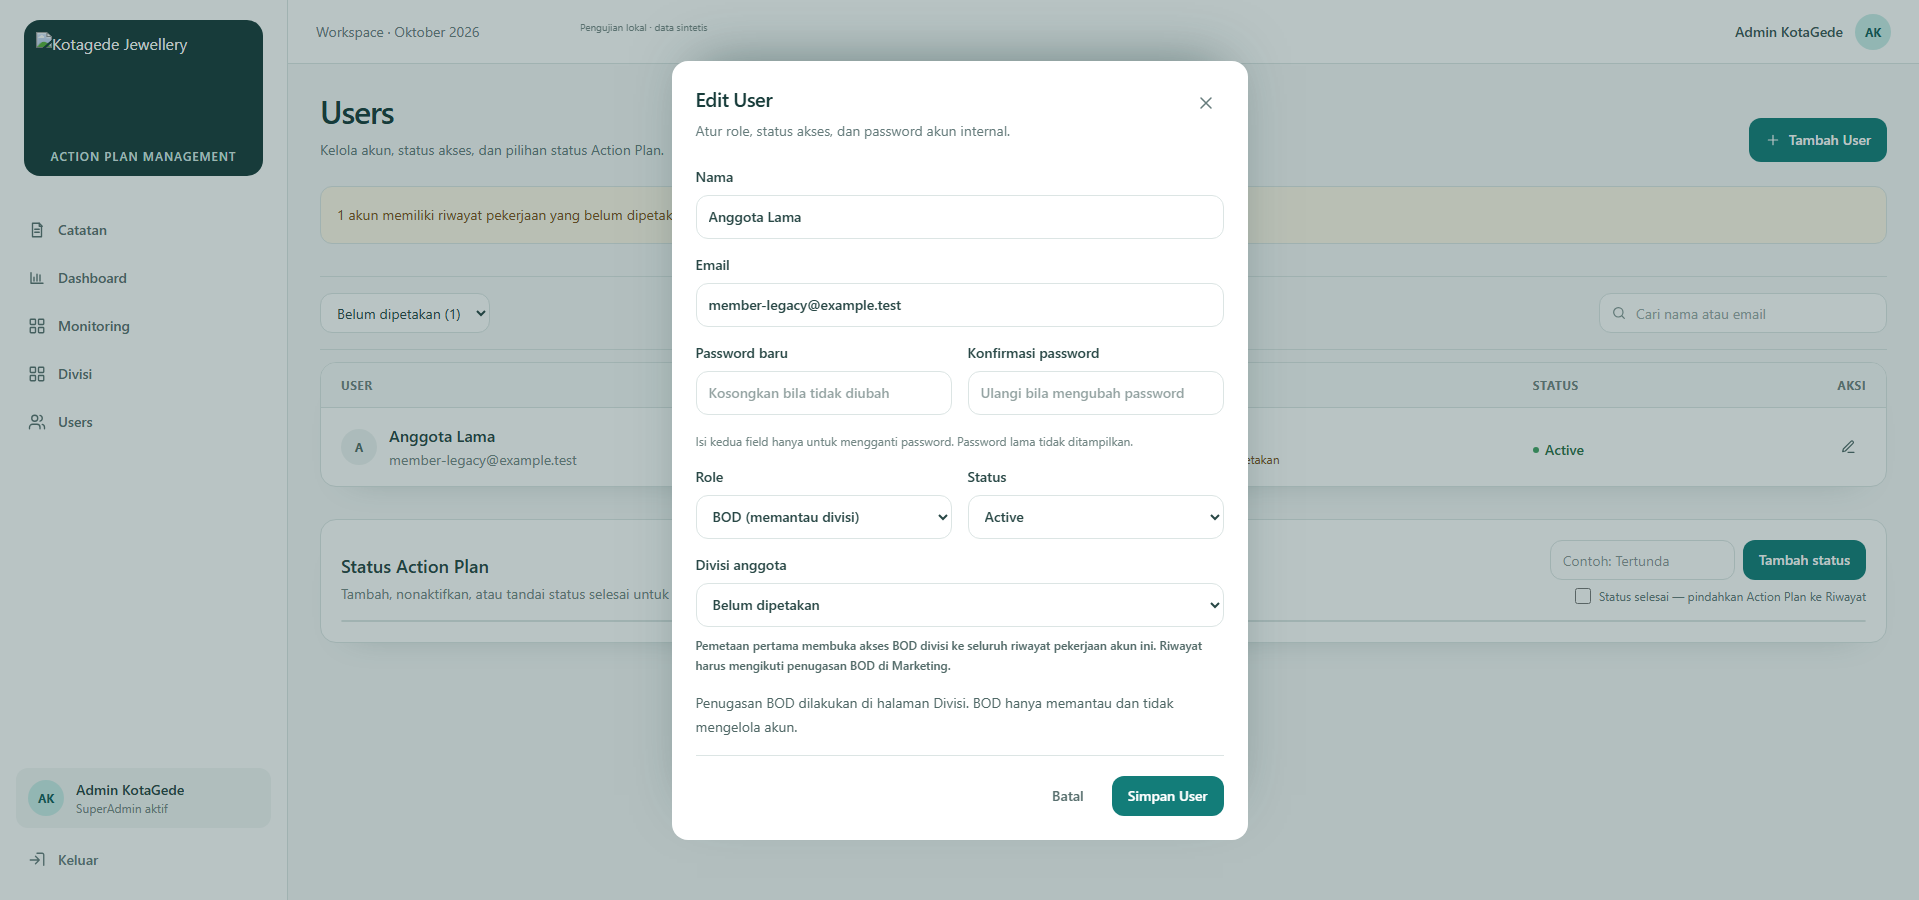 Kotagede Jewellery
ACTION PLAN MANAGEMENT
Catatan
Dashboard
Monitoring
Divisi
Users
AK
Admin KotaGede
SuperAdmin aktif
Keluar
Workspace · Oktober 2026
Pengujian lokal · data sintetis
Admin KotaGede
AK
Users
Kelola akun, status akses, dan pilihan status Action Plan.
Tambah User
1 akun memiliki riwayat pekerjaan yang belum dipetak
Belum dipetakan (1)
Cari nama atau email
USER
STATUS
AKSI
A
Anggota Lama
member-legacy@example.test
etakan
Active
Status Action Plan
Tambah, nonaktifkan, atau tandai status selesai untuk
Contoh: Tertunda
Tambah status
Status selesai — pindahkan Action Plan ke Riwayat
Edit User
Atur role, status akses, dan password akun internal.
Nama
Anggota Lama
Email
member-legacy@example.test
Password baru
Konfirmasi password
Kosongkan bila tidak diubah
Ulangi bila mengubah password
Isi kedua field hanya untuk mengganti password. Password lama tidak ditampilkan.
Role
Status
BOD (memantau divisi)
Active
Divisi anggota
Belum dipetakan
Pemetaan pertama membuka akses BOD divisi ke seluruh riwayat pekerjaan akun ini. Riwayat
harus mengikuti penugasan BOD di Marketing.
Penugasan BOD dilakukan di halaman Divisi. BOD hanya memantau dan tidak
mengelola akun.
Batal
Simpan User